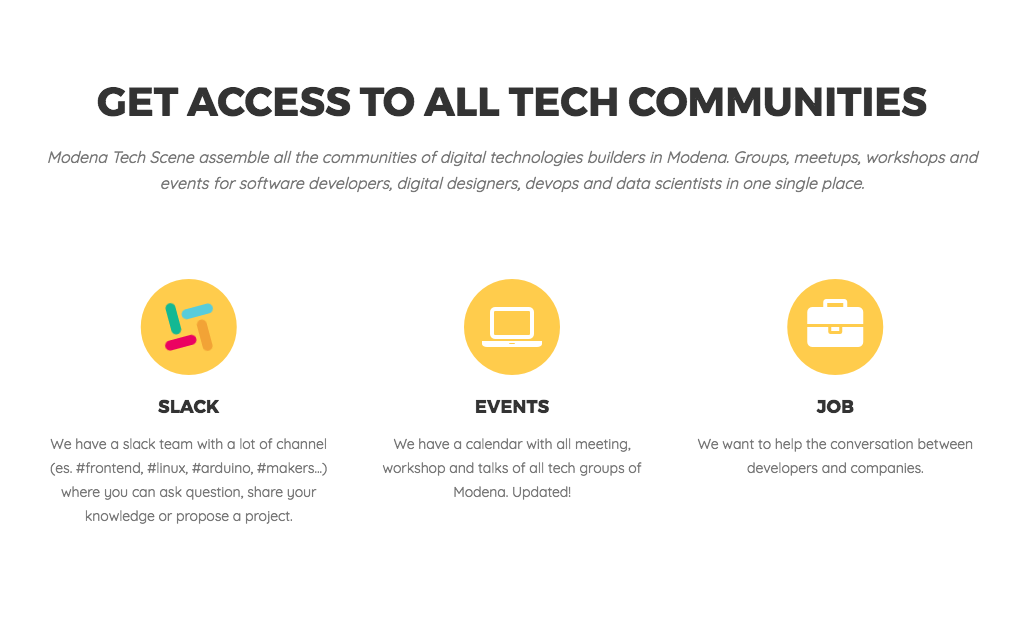 GET ACCESS TO ALL TECH COMMUNITIES
Modena Tech Scene assemble all the communities of digital technologies builders in Modena. Groups, meetups, workshops and
events for software developers, digital designers, devops and data scientists in one single place.
SLACK
We have a slack team with a lot of channel
(es. #frontend, #linux, #arduino, #makers...)
where you can ask question, share your
knowledge or propose a project.
EVENTS
We have a calendar with all meeting,
workshop and talks of all tech groups of
Modena. Updated!
JOB
We want to help the conversation between
developers and companies.